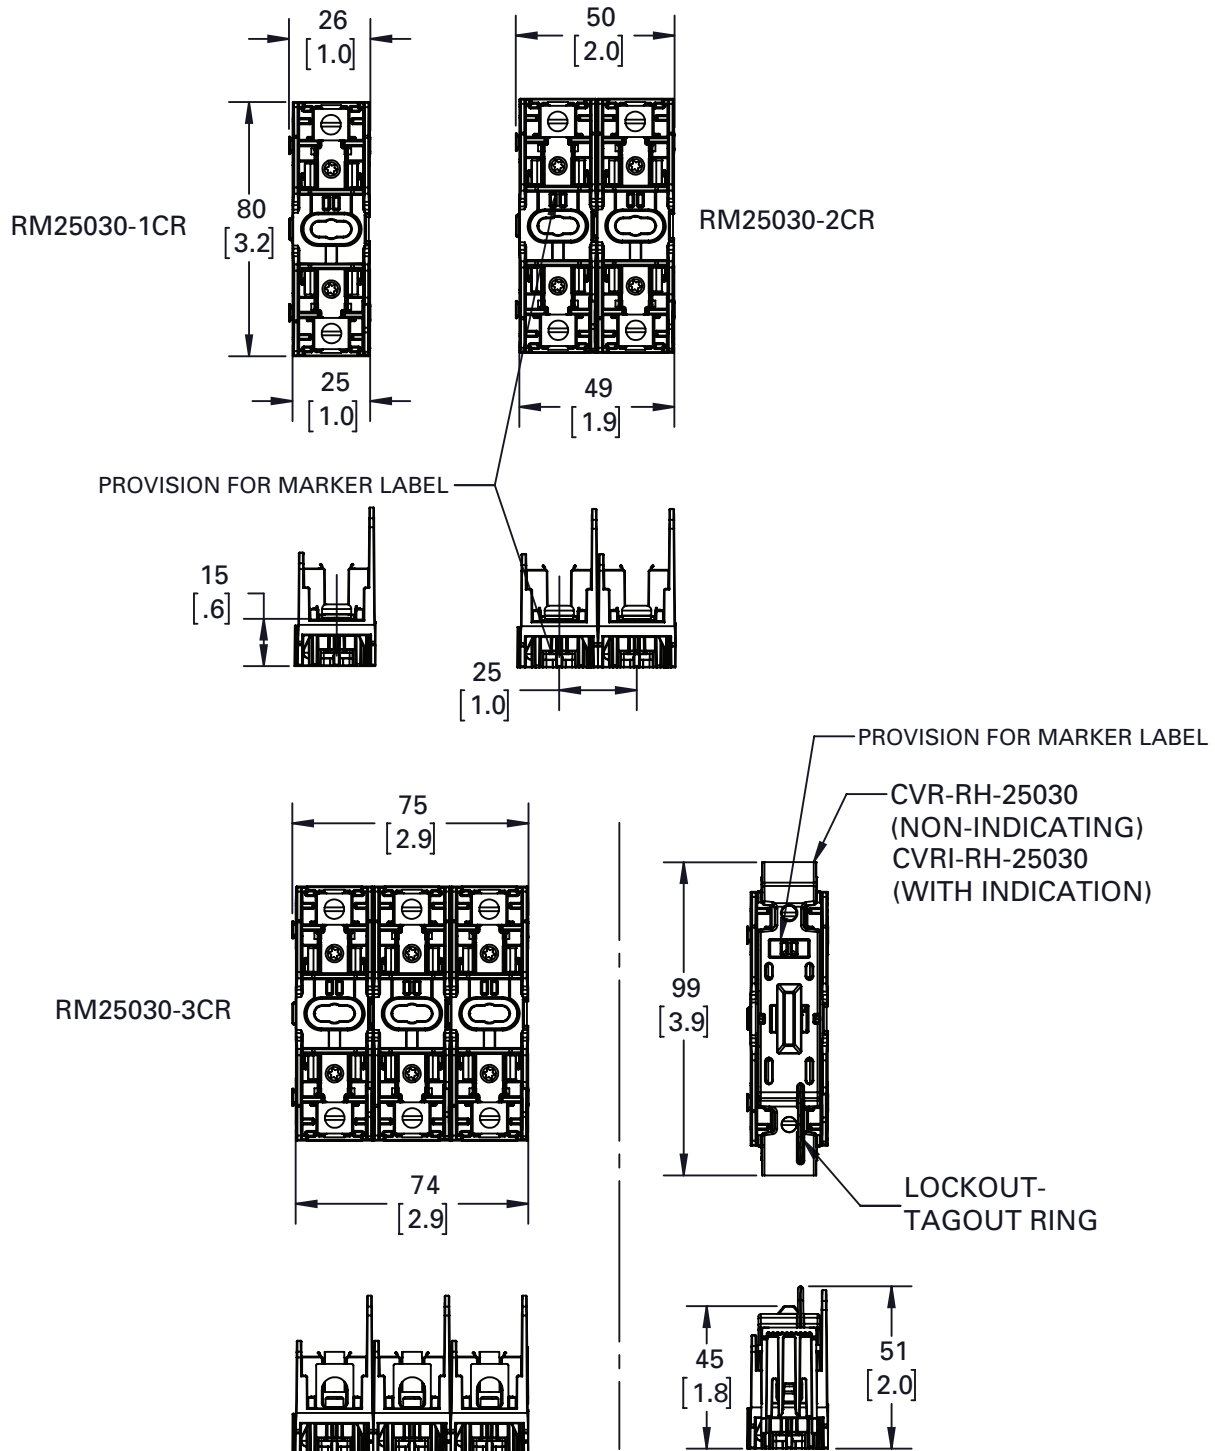 26
[1.0]
50
[2.0]
RM25030-1CR
80
[3.2]
RM25030-2CR
25
[1.0]
49
[1.9]
PROVISION FOR MARKER LABEL
15
[.6]
25
[1.0]
PROVISION FOR MARKER LABEL
CVR-RH-25030
(NON-INDICATING)
CVRI-RH-25030
(WITH INDICATION)
75
[2.9]
RM25030-3CR
99
[3.9]
74
[2.9]
LOCKOUT-
TAGOUT RING
45
[1.8]
51
[2.0]